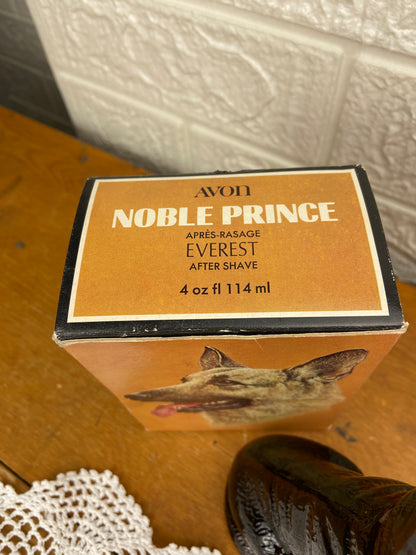 AVON
NOBLE PRINCE
APRÈS-RASAGE
EVEREST
AFTER SHAVE
4 oz fl 114 ml